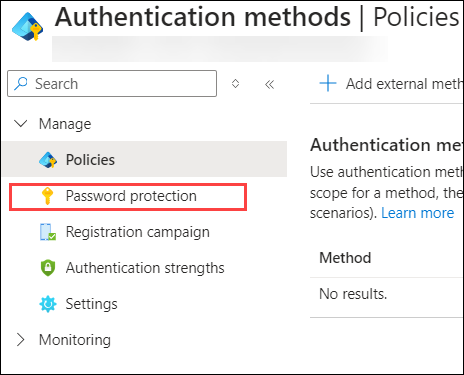 Authentication methods | Policies
Search
Add external meth
Manage
Policies
Authentication me
Use authentication meth
Password protection
scope for a method, the
scenarios). Learn more
Registration campaign
Method
Authentication strengths
No results.
Settings
Monitoring